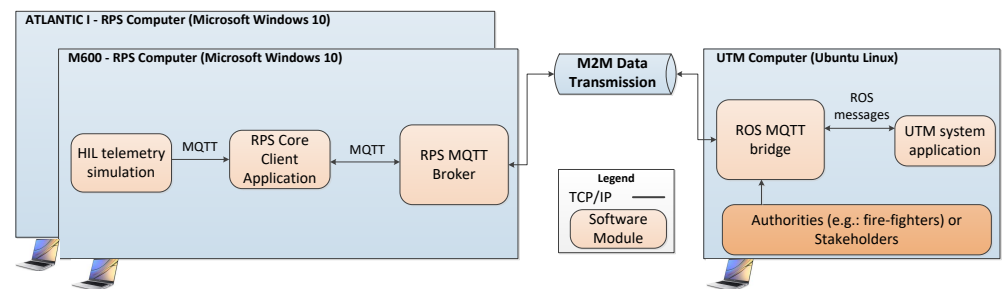 ATLANTIC I - RPS Computer (Microsoft Windows 10)
M600 - RPS Computer (Microsoft Windows 10)
HIL telemetry
simulation
MQTT
RPS Core
Client
Application
MQTT
RPS MQTT
Broker
M2M Data
Transmission
Legend
TCP/IP
Software
Module
UTM Computer (Ubuntu Linux)
ROS MQTT
bridge
ROS
messages
UTM system
application
Authorities (e.g.: fire-fighters) or
Stakeholders